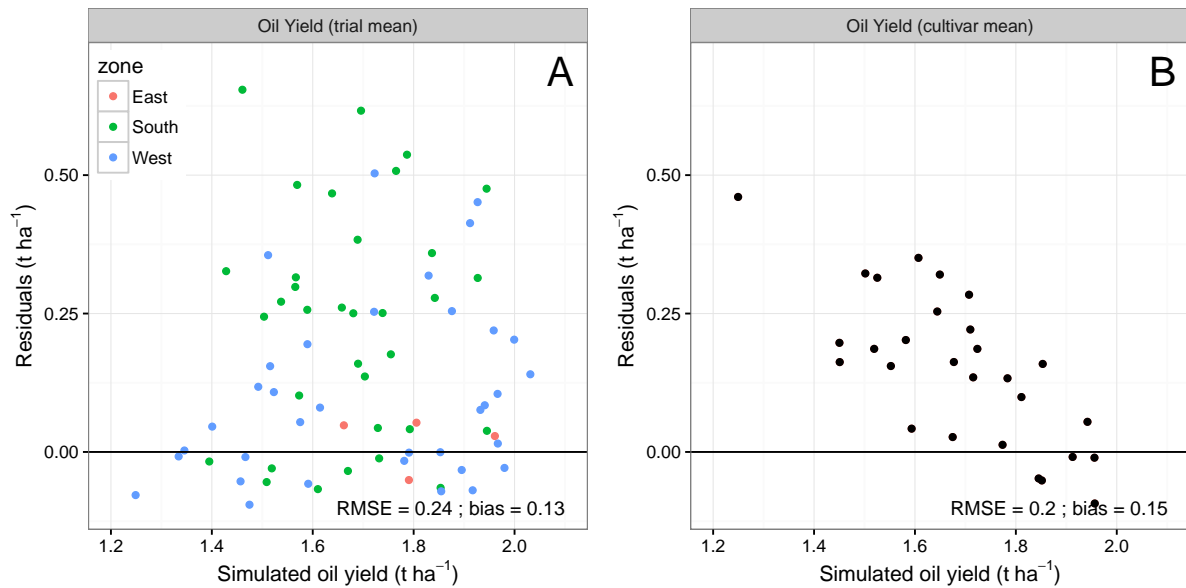 Oil Yield (trial mean)
A
zone
East
South
West
0.50
0.25
0.00
Residuals (t ha⁻¹)
RMSE = 0.24 ; bias = 0.13
1.2 1.4 1.6 1.8 2.0
Simulated oil yield (t ha⁻¹)
Oil Yield (cultivar mean)
B
0.50
0.25
0.00
Residuals (t ha⁻¹)
RMSE = 0.2 ; bias = 0.15
1.2 1.4 1.6 1.8 2.0
Simulated oil yield (t ha⁻¹)